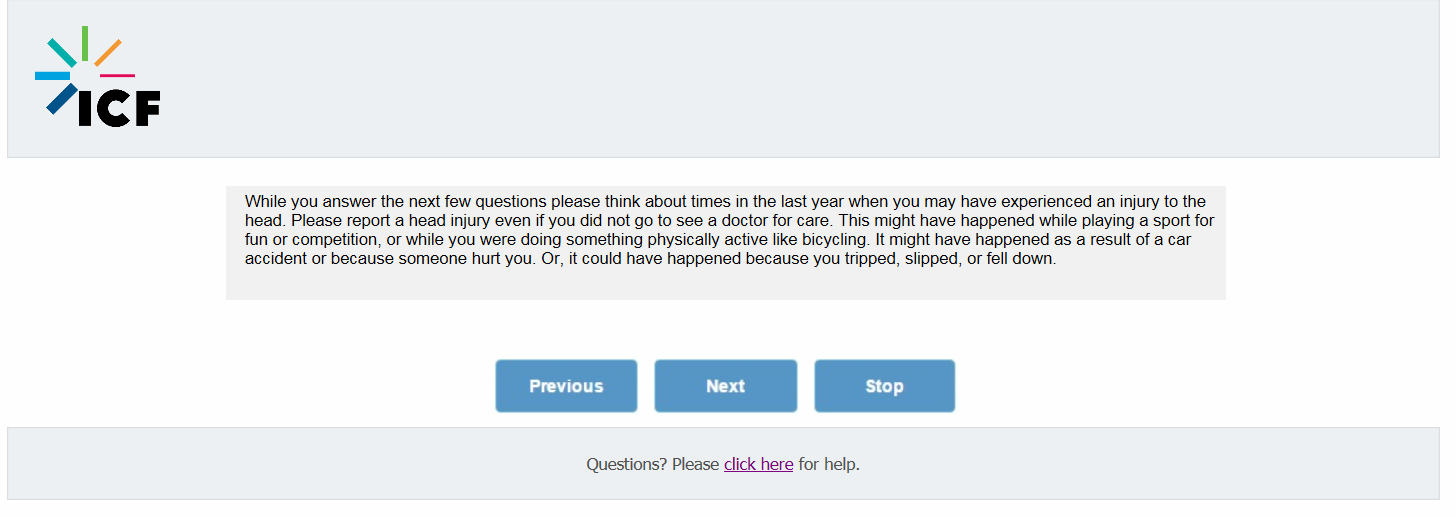 ICF
While you answer the next few questions please think about times in the last year when you may have experienced an injury to the
head. Please report a head injury even if you did not go to see a doctor for care. This might have happened while playing a sport for
fun or competition, or while you were doing something physically active like bicycling. It might have happened as a result of a car
accident or because someone hurt you. Or, it could have happened because you tripped, slipped, or fell down.
Previous Next Stop
Questions? Please click here for help.